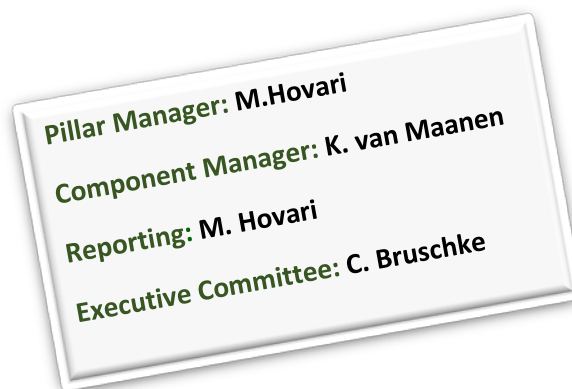 Pillar Manager: M.Hovari
Component Manager: K. van Maanen
Reporting: M. Hovari
Executive Committee: C. Bruschke